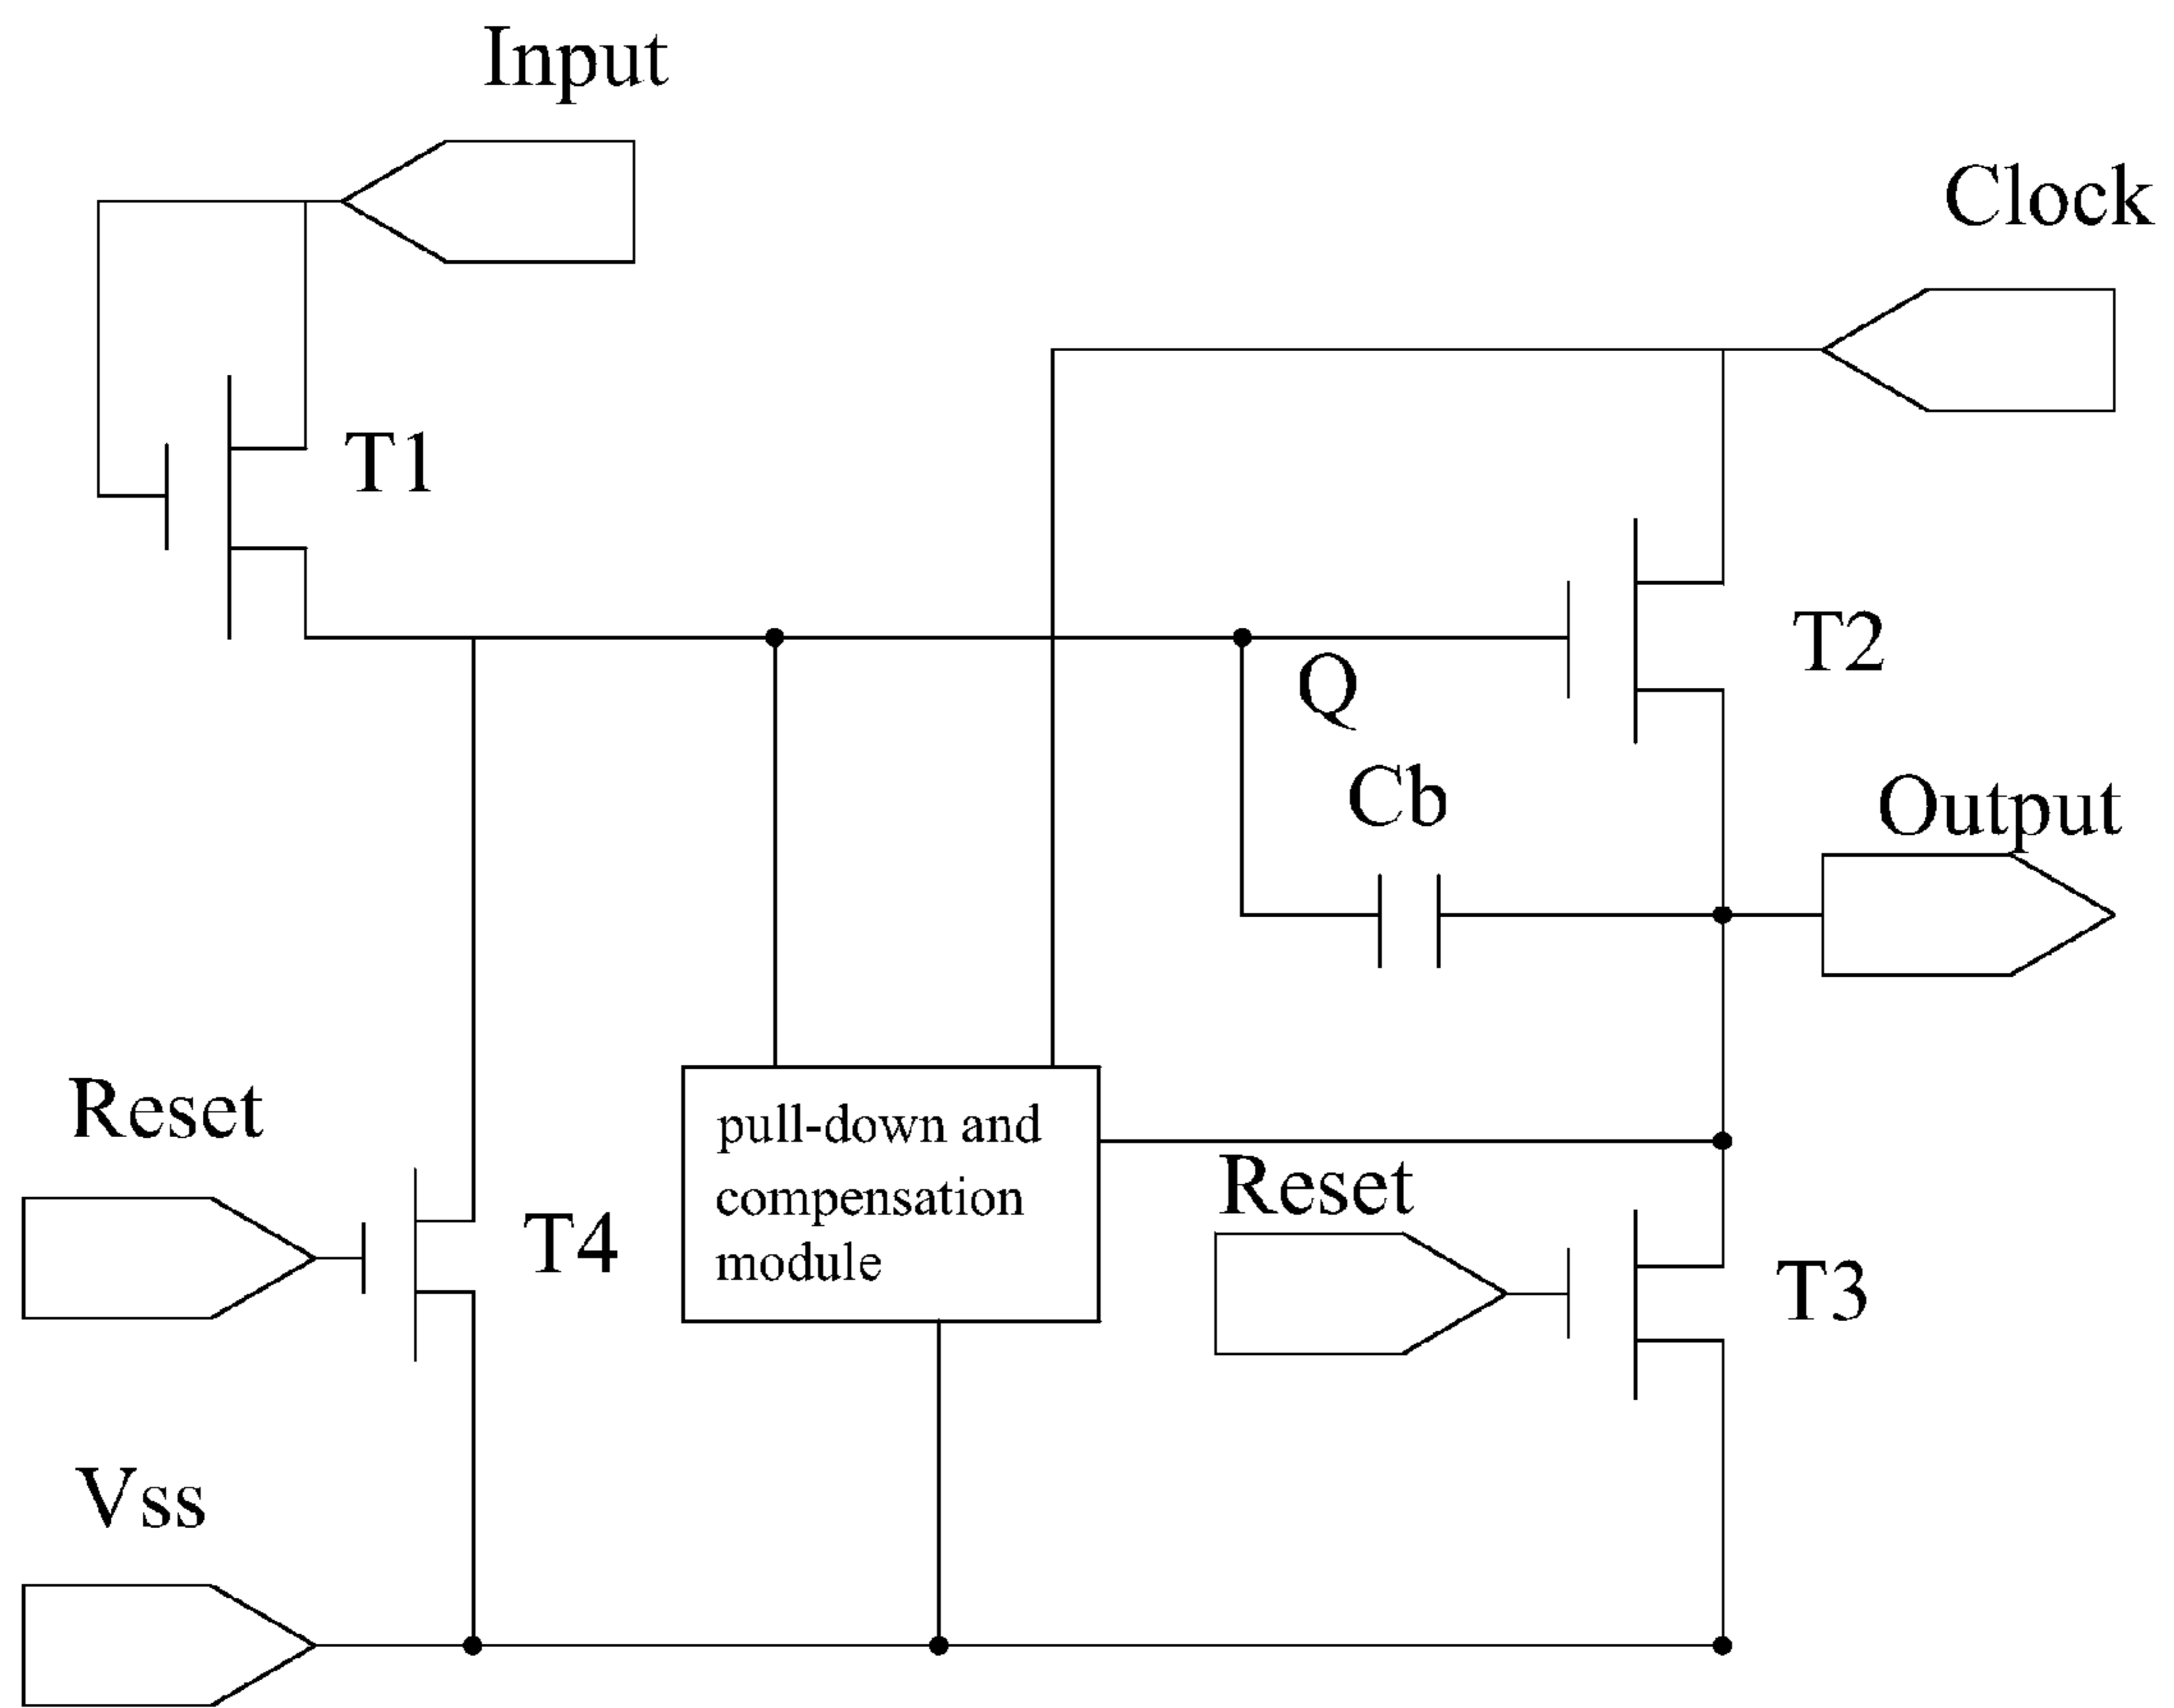 Input
Clock
T1
T2
Q
Cb
Output
Reset
pull-down and
compensation
module
Reset
T4
T3
Vss